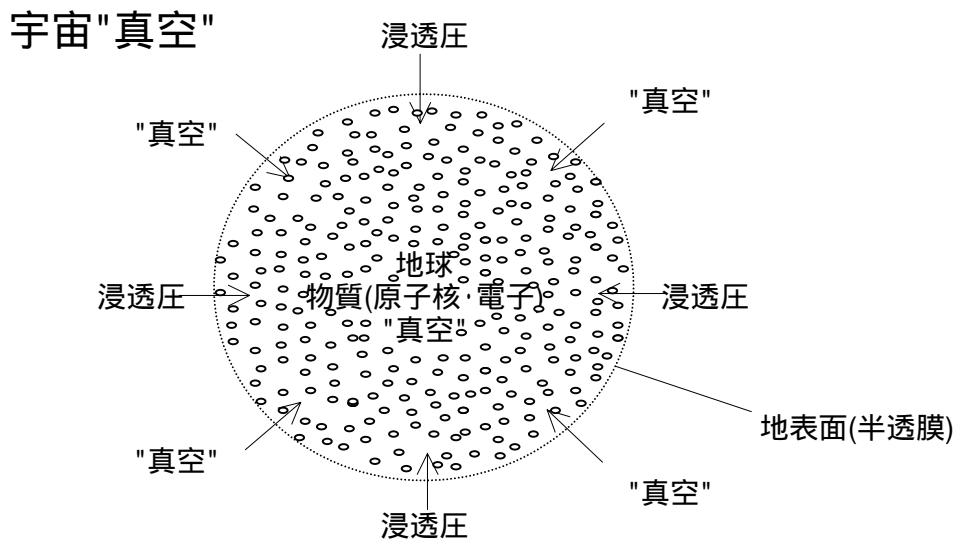 宇宙"真空"
浸透圧
"真空"
"真空"
地球
物質(原子核·電子)
"真空"
浸透圧
浸透圧
地表面(半透膜)
"真空"
"真空"
浸透圧